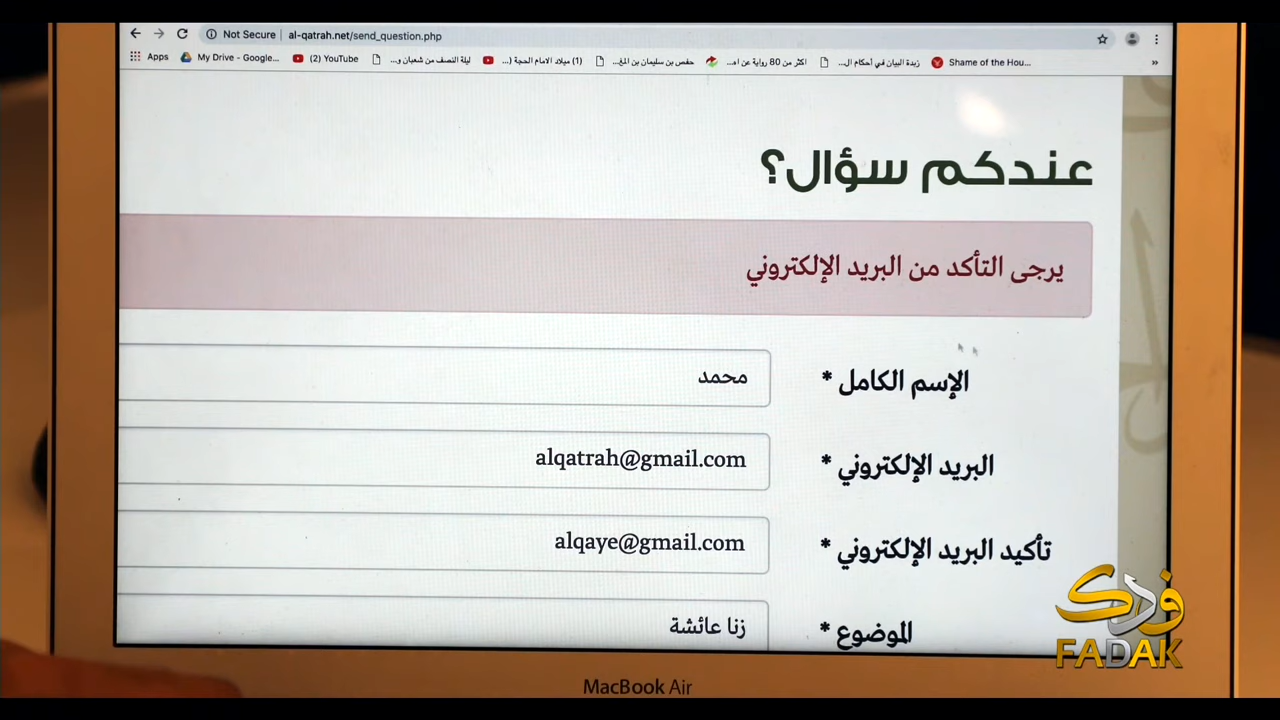 Not Secure | al-qatrah.net/send_question.php
Apps My Drive - Google... (2) YouTube ليلة النصف من شعبان و... (1) ميلاد الامام الحجة (... حفص بن سليمان بن المغ... اكثر من 80 رواية عن اه... زبدة البيان في أحكام ال... Shame of the Hou... »
عندكم سؤال؟
يرجى التأكد من البريد الإلكتروني
الإسم الكامل * محمد
البريد الإلكتروني * alqatrah@gmail.com
تأكيد البريد الإلكتروني * alqaye@gmail.com
الموضوع * زنا عائشة
فدك
FADAK
MacBook Air